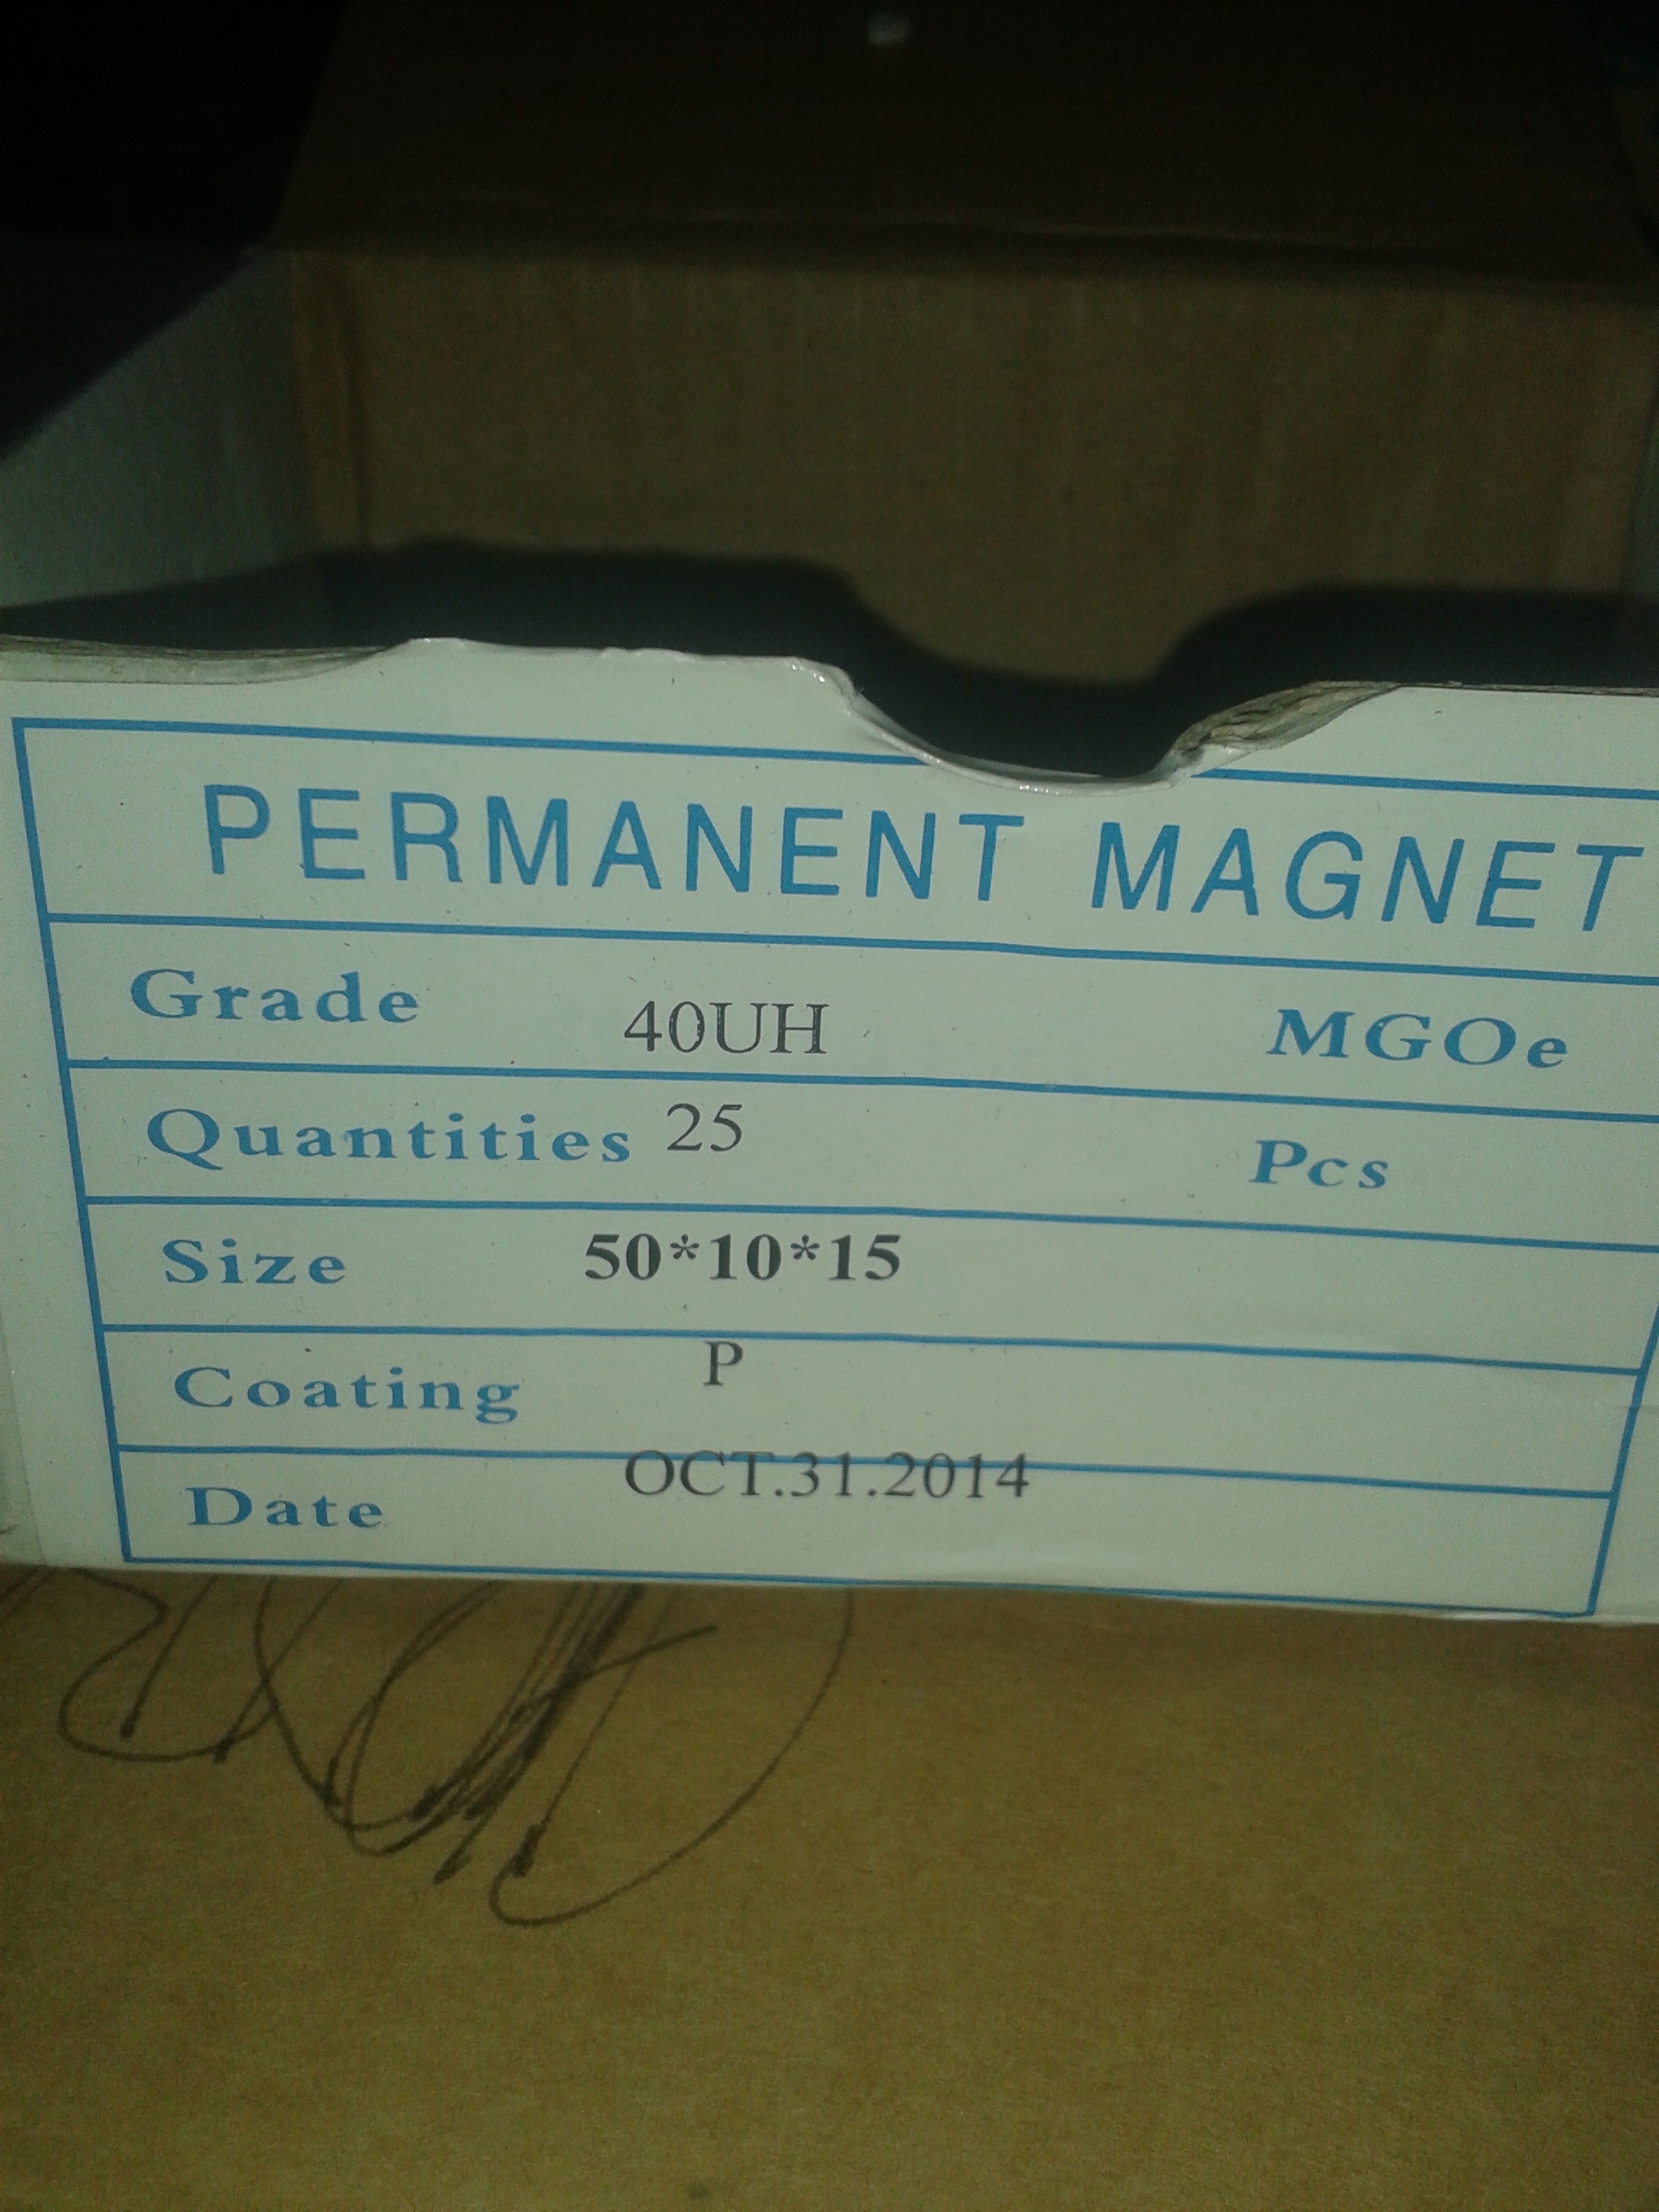 PERMANENT MAGNET
Grade 40UH MGOe
Quantities 25 Pcs
Size 50*10*15
Coating P
Date OCT.31.2014